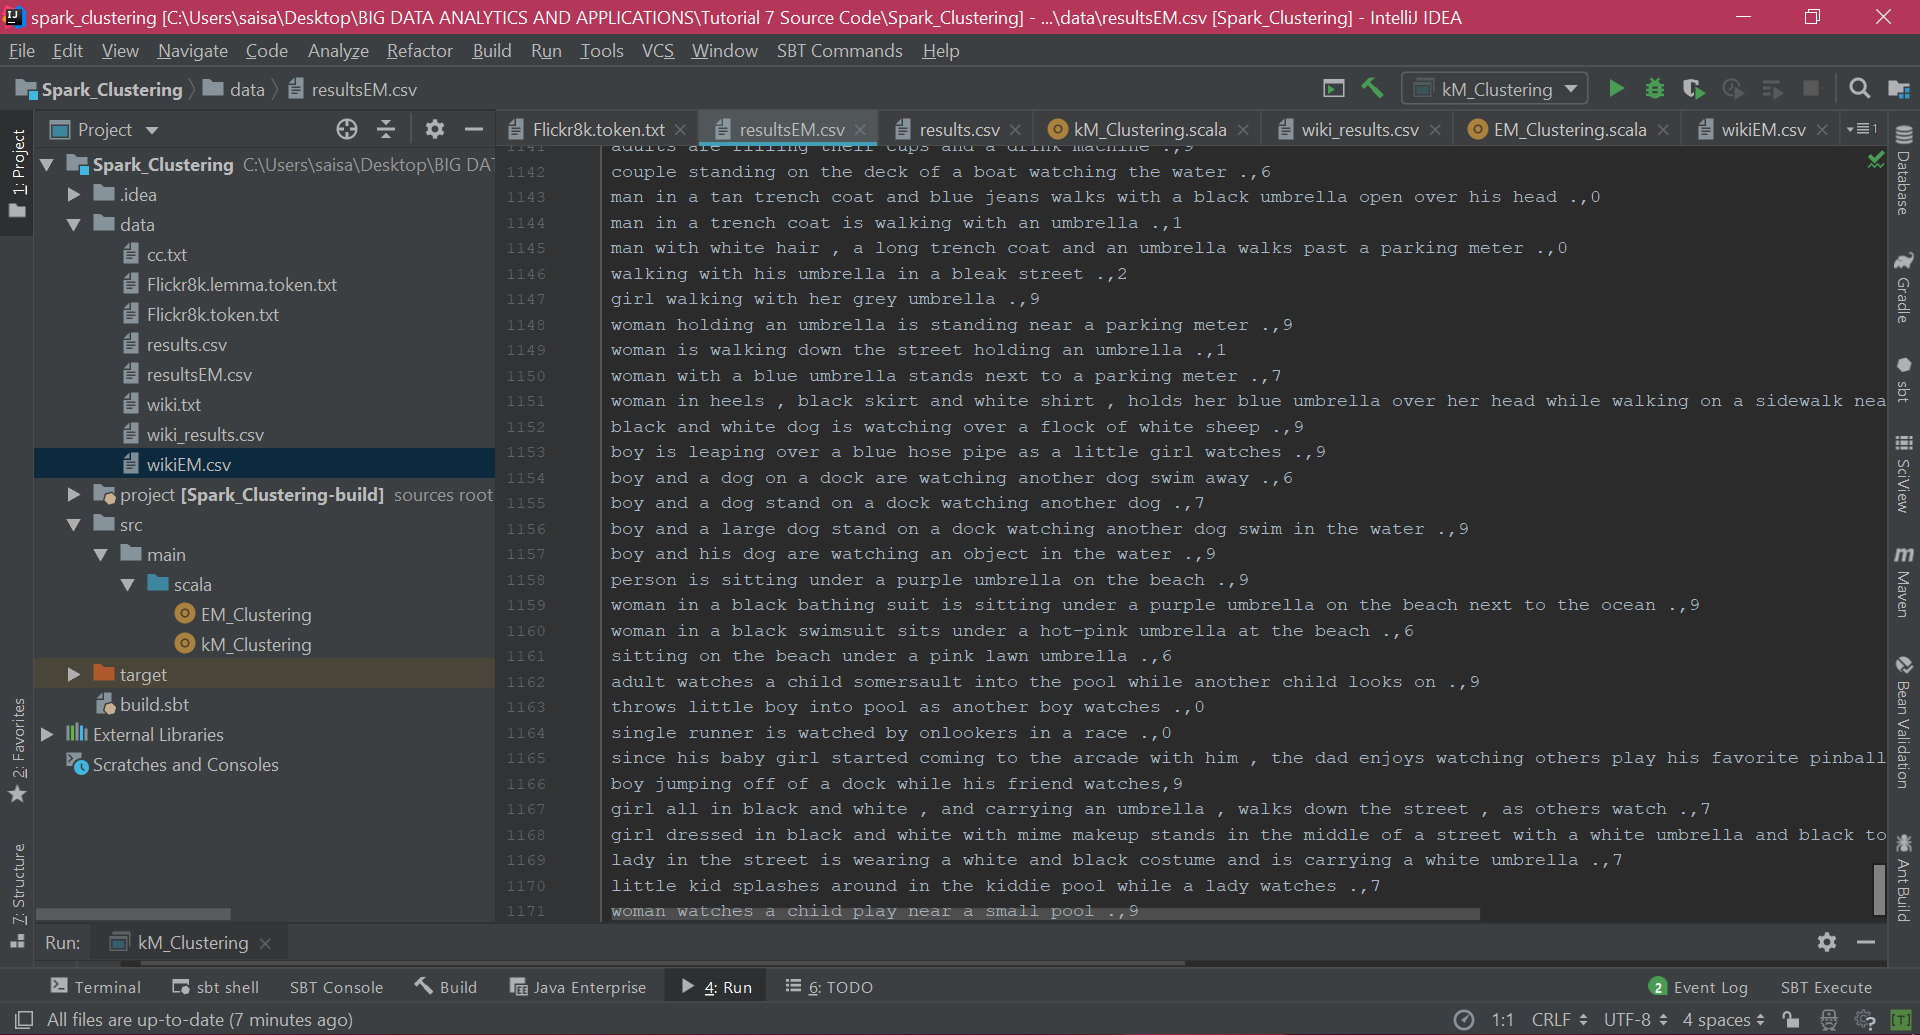 spark_clustering [C:\Users\saisa\Desktop\BIG DATA ANALYTICS AND APPLICATIONS\Tutorial 7 Source Code\Spark_Clustering] - ...\data\resultsEM.csv [Spark_Clustering] - IntelliJ IDEA
File Edit View Navigate Code Analyze Refactor Build Run Tools VCS Window SBT Commands Help
Spark_Clustering data resultsEM.csv kM_Clustering
1: Project
2: Favorites
7: Structure
Project
Spark_Clustering C:\Users\saisa\Desktop\BIG DA
.idea
data
cc.txt
Flickr8k.lemma.token.txt
Flickr8k.token.txt
results.csv
resultsEM.csv
wiki.txt
wiki_results.csv
wikiEM.csv
project [Spark_Clustering-build] sources root
src
main
scala
EM_Clustering
kM_Clustering
target
build.sbt
External Libraries
Scratches and Consoles
Flickr8k.token.txt resultsEM.csv results.csv kM_Clustering.scala wiki_results.csv EM_Clustering.scala wikiEM.csv 1
1141 adults are filling their cups and a drink machine .,9
1142 couple standing on the deck of a boat watching the water .,6
1143 man in a tan trench coat and blue jeans walks with a black umbrella open over his head .,0
1144 man in a trench coat is walking with an umbrella .,1
1145 man with white hair , a long trench coat and an umbrella walks past a parking meter .,0
1146 walking with his umbrella in a bleak street .,2
1147 girl walking with her grey umbrella .,9
1148 woman holding an umbrella is standing near a parking meter .,9
1149 woman is walking down the street holding an umbrella .,1
1150 woman with a blue umbrella stands next to a parking meter .,7
1151 woman in heels , black skirt and white shirt , holds her blue umbrella over her head while walking on a sidewalk nea
1152 black and white dog is watching over a flock of white sheep .,9
1153 boy is leaping over a blue hose pipe as a little girl watches .,9
1154 boy and a dog on a dock are watching another dog swim away .,6
1155 boy and a dog stand on a dock watching another dog .,7
1156 boy and a large dog stand on a dock watching another dog swim in the water .,9
1157 boy and his dog are watching an object in the water .,9
1158 person is sitting under a purple umbrella on the beach .,9
1159 woman in a black bathing suit is sitting under a purple umbrella on the beach next to the ocean .,9
1160 woman in a black swimsuit sits under a hot-pink umbrella at the beach .,6
1161 sitting on the beach under a pink lawn umbrella .,6
1162 adult watches a child somersault into the pool while another child looks on .,9
1163 throws little boy into pool as another boy watches .,0
1164 single runner is watched by onlookers in a race .,0
1165 since his baby girl started coming to the arcade with him , the dad enjoys watching others play his favorite pinball
1166 boy jumping off of a dock while his friend watches,9
1167 girl all in black and white , and carrying an umbrella , walks down the street , as others watch .,7
1168 girl dressed in black and white with mime makeup stands in the middle of a street with a white umbrella and black to
1169 lady in the street is wearing a white and black costume and is carrying a white umbrella .,7
1170 little kid splashes around in the kiddie pool while a lady watches .,7
1171 woman watches a child play near a small pool .,9
Database
Gradle
sbt
SciView
Maven
Bean Validation
Ant Build
Run: kM_Clustering
Terminal sbt shell SBT Console Build Java Enterprise 4: Run 6: TODO 2 Event Log SBT Execute
All files are up-to-date (7 minutes ago) 1:1 CRLF UTF-8 4 spaces [T]